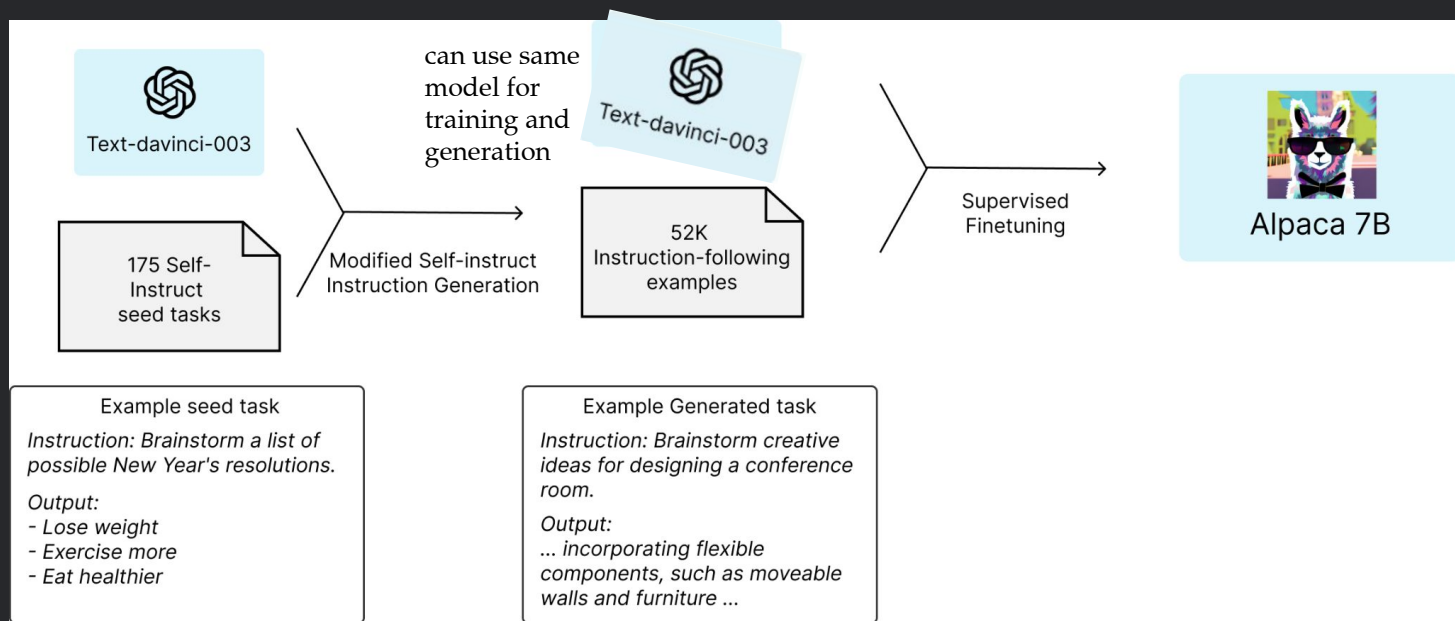 Text-davinci-003
175 Self-
Instruct
seed tasks
Modified Self-instruct
Instruction Generation
can use same
model for
training and
generation
Text-davinci-003
52K
Instruction-following
examples
Supervised
Finetuning
Alpaca 7B
Example seed task
Instruction: Brainstorm a list of
possible New Year's resolutions.
Output:
- Lose weight
- Exercise more
- Eat healthier
Example Generated task
Instruction: Brainstorm creative
ideas for designing a conference
room.
Output:
... incorporating flexible
components, such as moveable
walls and furniture ...